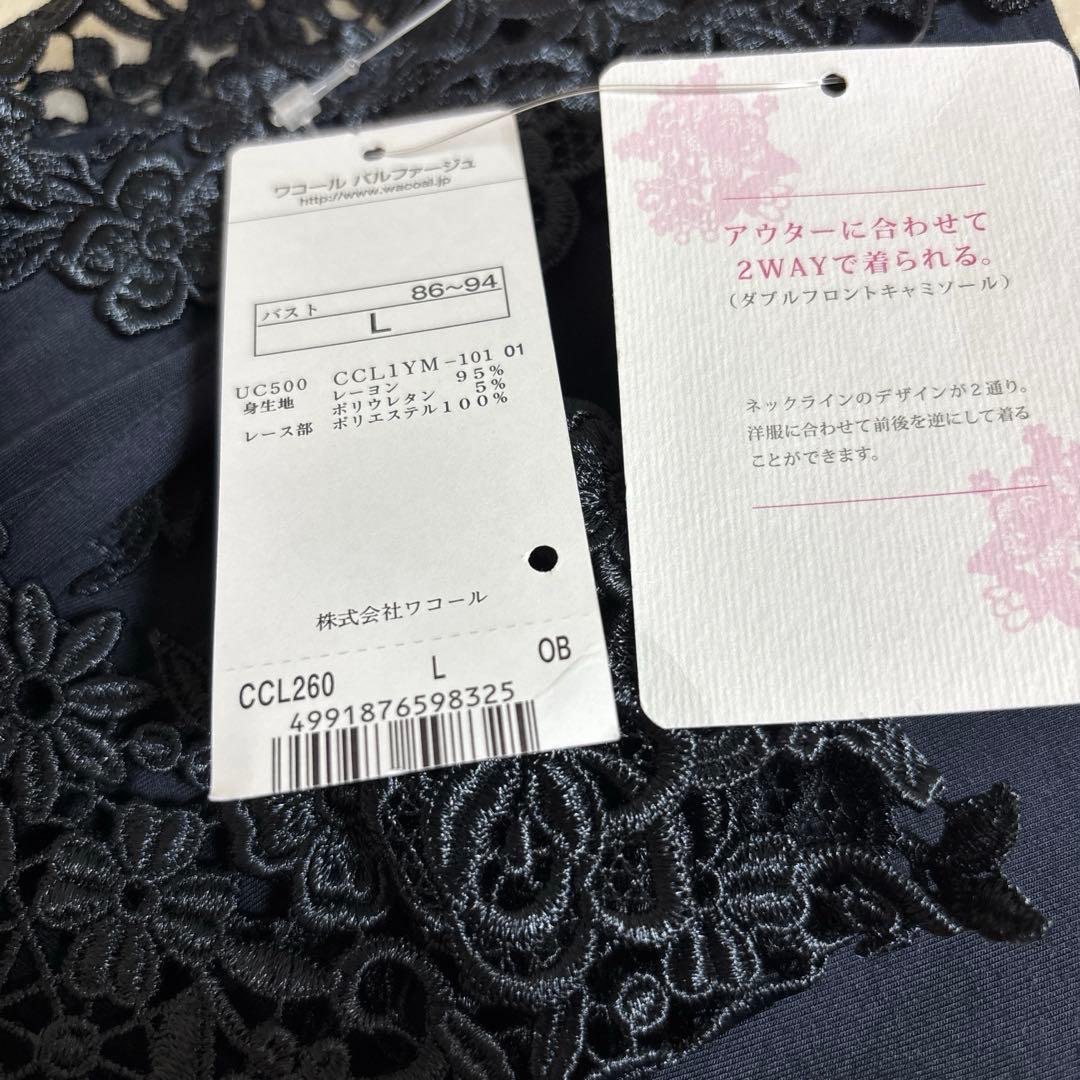 ワコール パルファージュ
http://www.wacoal.jp
バスト 86~94
L
UC500 CCL1YM-101 01
身生地 レーヨン 95%
ポリウレタン 5%
レース部 ポリエステル100%
株式会社ワコール
CCL260 L OB
4991876598325
アウターに合わせて
2WAYで着られる。
(ダブルフロントキャミソール)
ネックラインのデザインが2通り。
洋服に合わせて前後を逆にして着る
ことができます。